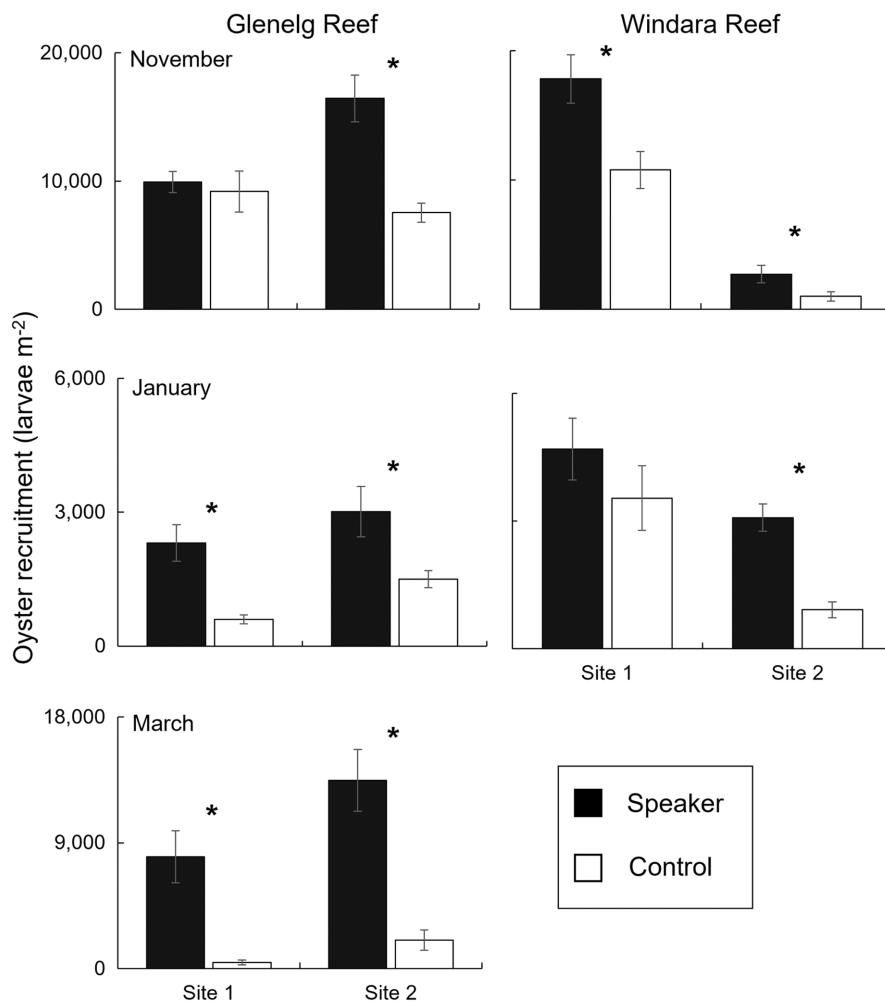 Glenelg Reef
Windara Reef
Oyster recruitment (larvae m-2)
November
20,000
10,000
0
*
*
*
January
6,000
3,000
0
*
*
*
Site 1
Site 2
March
18,000
9,000
0
*
*
Site 1
Site 2
Speaker
Control